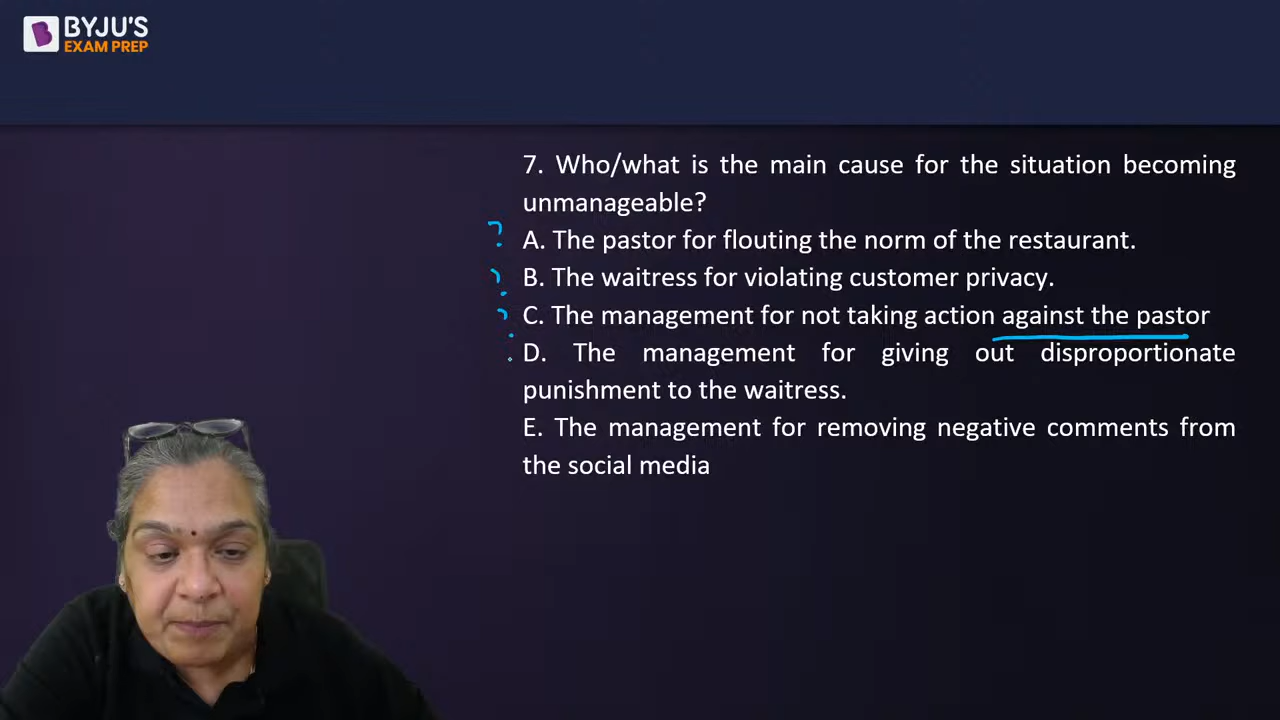 BYJU'S
EXAM PREP
7. Who/what is the main cause for the situation becoming
unmanageable?
? A. The pastor for flouting the norm of the restaurant.
? B. The waitress for violating customer privacy.
? C. The management for not taking action against the pastor
D. The management for giving out disproportionate
punishment to the waitress.
E. The management for removing negative comments from
the social media